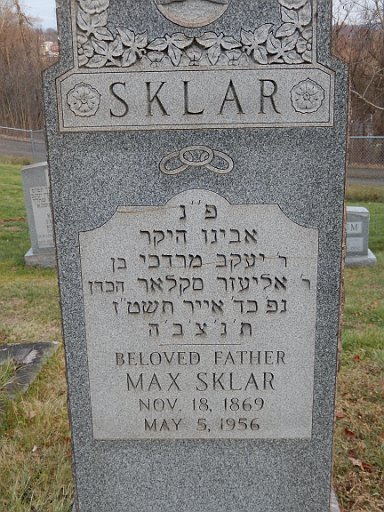 SKLAR
פ״נ
אבינו היקר
ר׳ יעקב מרדכי בן
ר׳ אליעזר סקלאר הכהן
נפ׳ כד׳ אייר תשט״ז
ת׳נ׳צ׳ב׳ה
BELOVED FATHER
MAX SKLAR
NOV. 18, 1869
MAY 5, 1956
M